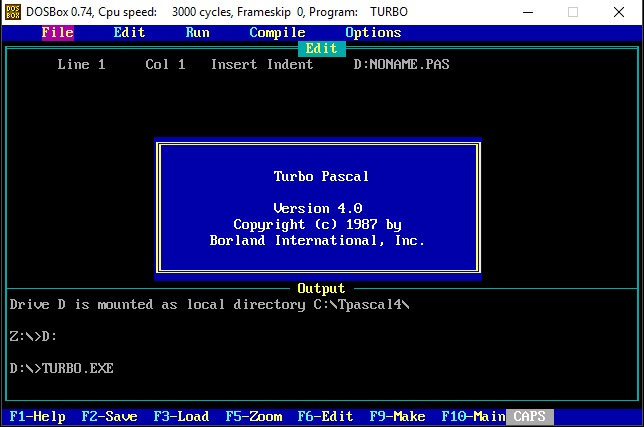 DOSBox 0.74, Cpu speed: 3000 cycles, Frameskip 0, Program: TURBO
DOS
BOX
File Edit Run Compile Options
Edit
Line 1 Col 1 Insert Indent D:NONAME.PAS
Turbo Pascal
Version 4.0
Copyright (c) 1987 by
Borland International, Inc.
Output
Drive D is mounted as local directory C:\Tpascal4\
Z:\>D:
D:\>TURBO.EXE
F1-Help F2-Save F3-Load F5-Zoom F6-Edit F9-Make F10-Main CAPS